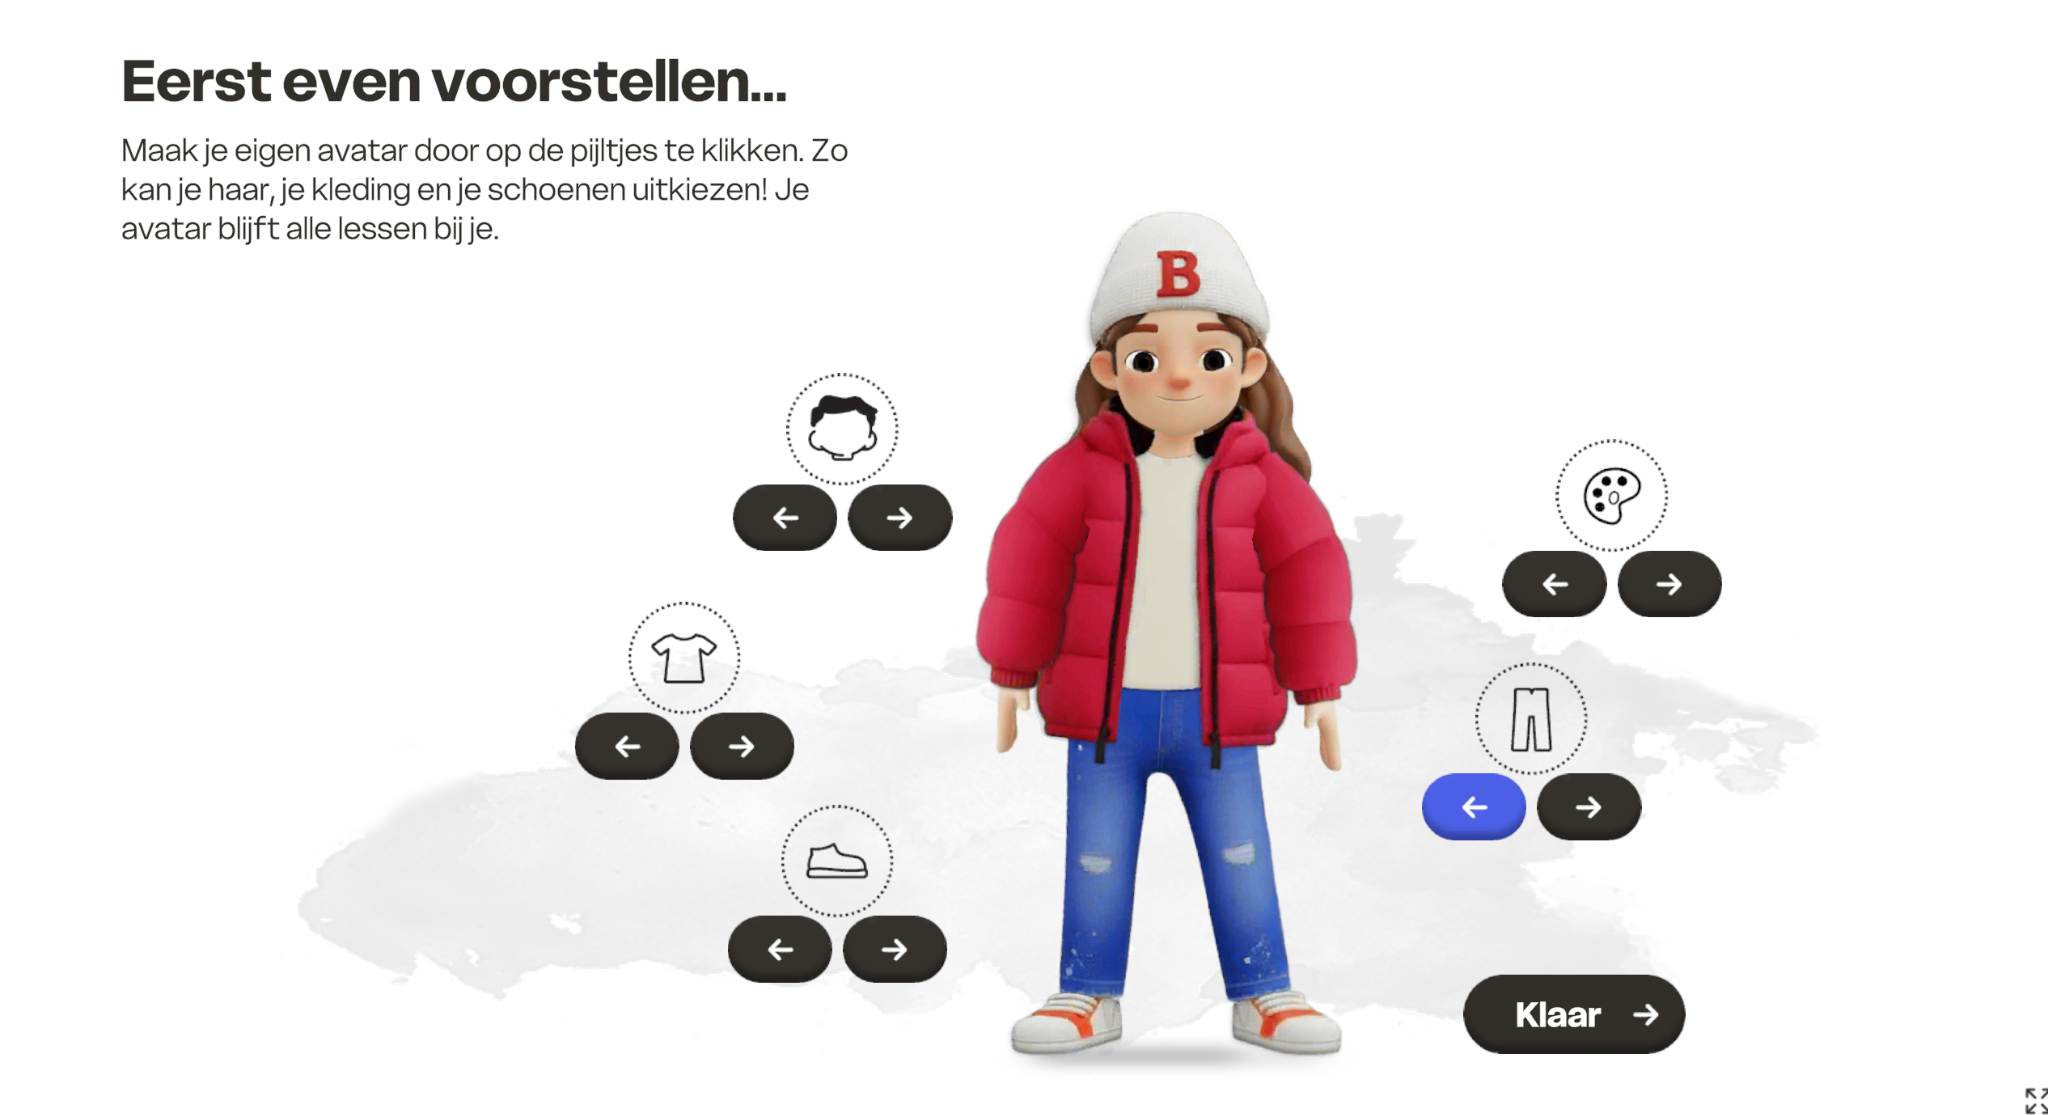 Eerst even voorstellen...
Maak je eigen avatar door op de pijltjes te klikken. Zo
kan je haar, je kleding en je schoenen uitkiezen! Je
avatar blijft alle lessen bij je.
B
Klaar